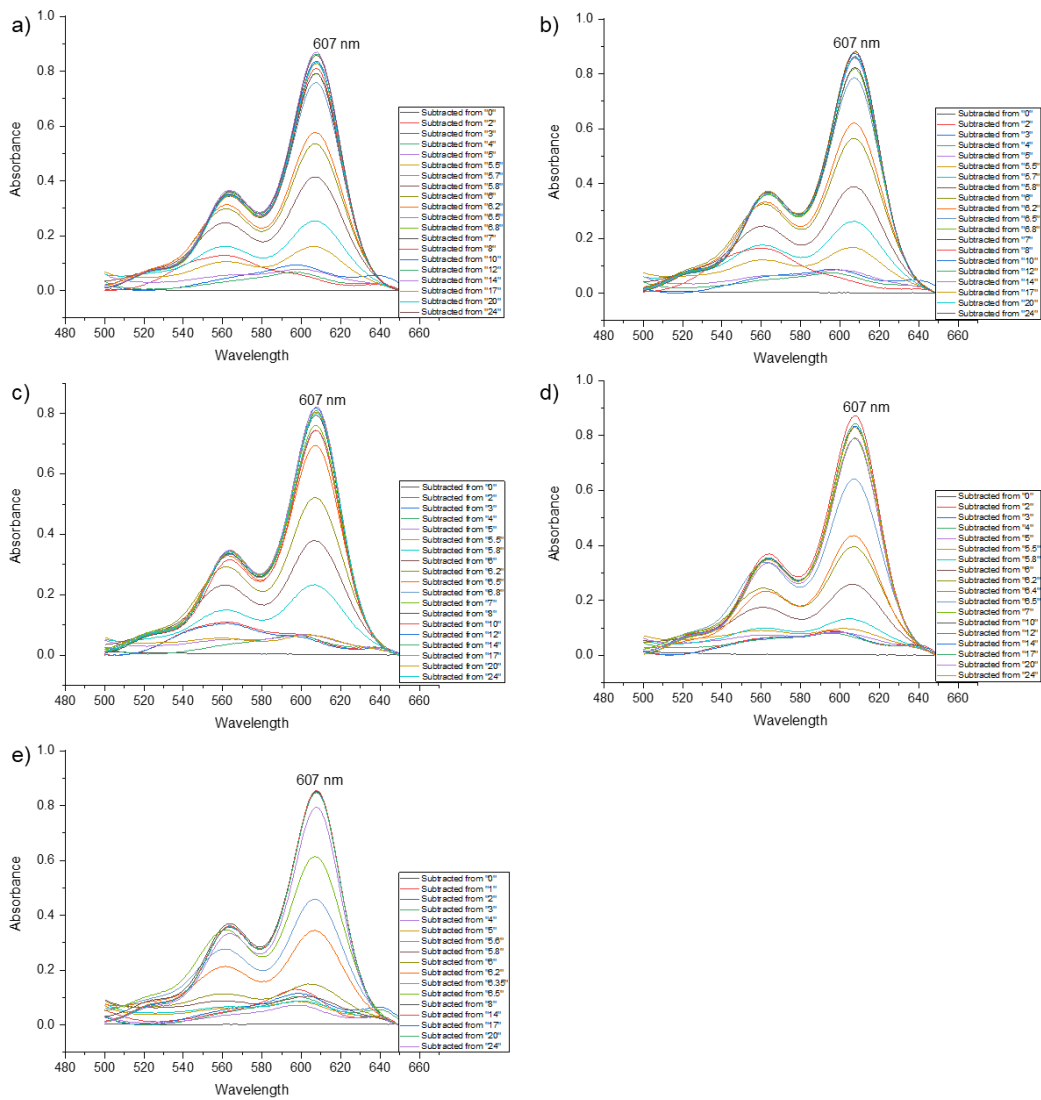 a)
607 nm
1.0
0.8
0.6
0.4
0.2
0.0
Absorbance
480 500 520 540 560 580 600 620 640 660
Wavelength
Subtracted from "0"
Subtracted from "2"
Subtracted from "3"
Subtracted from "4"
Subtracted from "5"
Subtracted from "5.5"
Subtracted from "5.7"
Subtracted from "5.8"
Subtracted from "6"
Subtracted from "6.2"
Subtracted from "6.5"
Subtracted from "6.8"
Subtracted from "7"
Subtracted from "8"
Subtracted from "10"
Subtracted from "12"
Subtracted from "14"
Subtracted from "17"
Subtracted from "20"
Subtracted from "24"
b)
607 nm
1.0
0.8
0.6
0.4
0.2
0.0
Absorbance
480 500 520 540 560 580 600 620 640 660
Wavelength
Subtracted from "0"
Subtracted from "2"
Subtracted from "3"
Subtracted from "4"
Subtracted from "5"
Subtracted from "5.5"
Subtracted from "5.7"
Subtracted from "5.8"
Subtracted from "6"
Subtracted from "6.2"
Subtracted from "6.5"
Subtracted from "6.8"
Subtracted from "7"
Subtracted from "8"
Subtracted from "10"
Subtracted from "12"
Subtracted from "14"
Subtracted from "17"
Subtracted from "20"
Subtracted from "24"
c)
607 nm
0.8
0.6
0.4
0.2
0.0
Absorbance
480 500 520 540 560 580 600 620 640 660
Wavelength
Subtracted from "0"
Subtracted from "2"
Subtracted from "3"
Subtracted from "4"
Subtracted from "5"
Subtracted from "5.5"
Subtracted from "5.8"
Subtracted from "6"
Subtracted from "6.2"
Subtracted from "6.5"
Subtracted from "6.8"
Subtracted from "7"
Subtracted from "8"
Subtracted from "10"
Subtracted from "12"
Subtracted from "14"
Subtracted from "17"
Subtracted from "20"
Subtracted from "24"
d)
607 nm
1.0
0.8
0.6
0.4
0.2
0.0
Absorbance
480 500 520 540 560 580 600 620 640 660
Wavelength
Subtracted from "0"
Subtracted from "2"
Subtracted from "3"
Subtracted from "4"
Subtracted from "5"
Subtracted from "5.5"
Subtracted from "5.8"
Subtracted from "6"
Subtracted from "6.2"
Subtracted from "6.4"
Subtracted from "6.5"
Subtracted from "7"
Subtracted from "10"
Subtracted from "12"
Subtracted from "14"
Subtracted from "17"
Subtracted from "20"
Subtracted from "24"
e)
607 nm
1.0
0.8
0.6
0.4
0.2
0.0
Absorbance
480 500 520 540 560 580 600 620 640 660
Wavelength
Subtracted from "0"
Subtracted from "1"
Subtracted from "2"
Subtracted from "3"
Subtracted from "4"
Subtracted from "5"
Subtracted from "5.6"
Subtracted from "5.8"
Subtracted from "6"
Subtracted from "6.2"
Subtracted from "6.35"
Subtracted from "6.5"
Subtracted from "8"
Subtracted from "14"
Subtracted from "17"
Subtracted from "20"
Subtracted from "24"